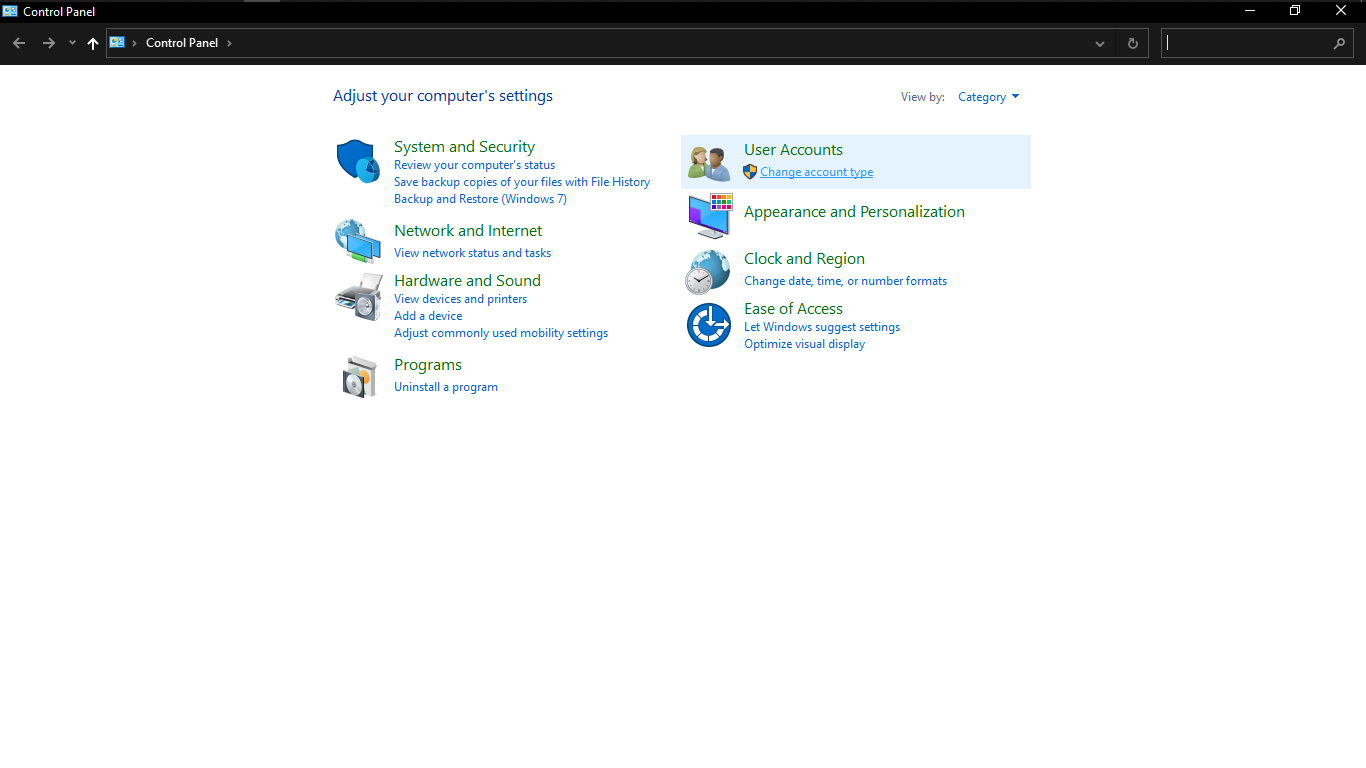 Control Panel
Control Panel
Adjust your computer's settings
View by: Category
System and Security
Review your computer's status
Save backup copies of your files with File History
Backup and Restore (Windows 7)
Network and Internet
View network status and tasks
Hardware and Sound
View devices and printers
Add a device
Adjust commonly used mobility settings
Programs
Uninstall a program
User Accounts
Change account type
Appearance and Personalization
Clock and Region
Change date, time, or number formats
Ease of Access
Let Windows suggest settings
Optimize visual display